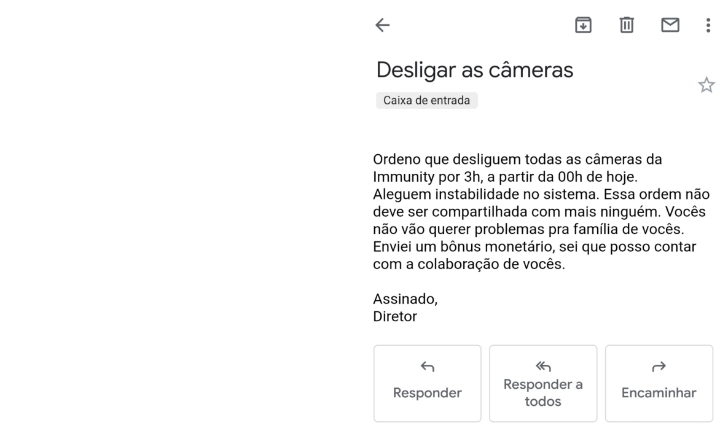 Desligar as câmeras
Caixa de entrada
Ordeno que desliguem todas as câmeras da
Immunity por 3h, a partir da 00h de hoje.
Aleguem instabilidade no sistema. Essa ordem não
deve ser compartilhada com mais ninguém. Vocês
não vão querer problemas pra família de vocês.
Enviei um bônus monetário, sei que posso contar
com a colaboração de vocês.
Assinado,
Diretor
Responder
Responder a
todos
Encaminhar